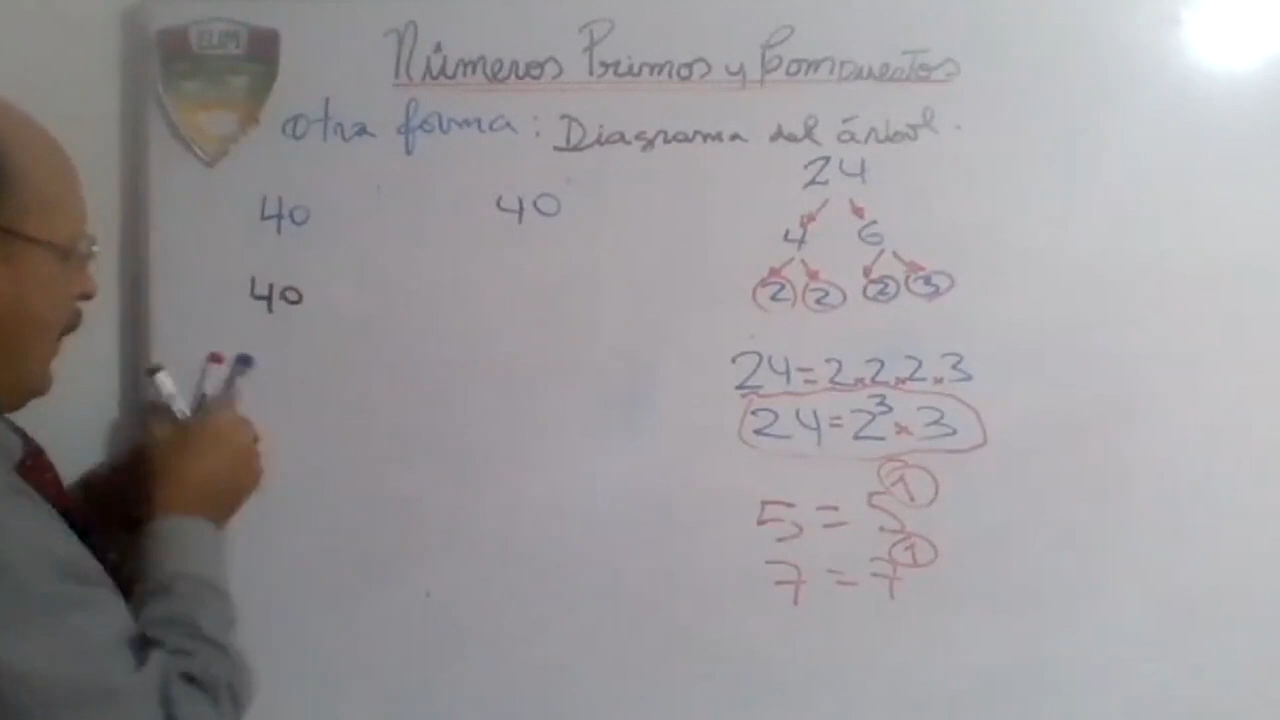 ELIM
Números Primos y Compuestos
otra forma: Diagrama del árbol.
40 40
40
24
4 6
2 2 2 3
24=2×2×2×3
24=2³×3
5=5¹
7=7¹